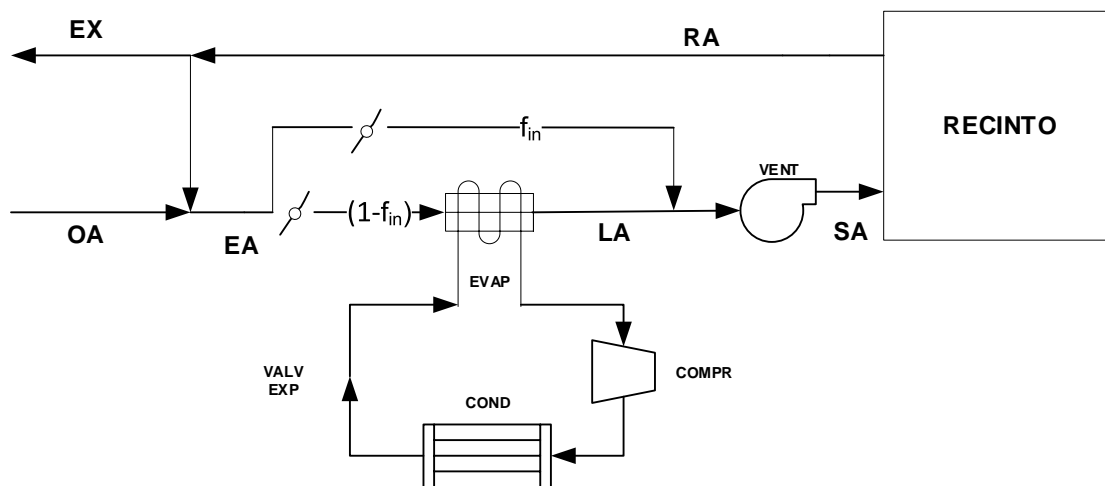 EX
RA
RECINTO
f_in
VENT
OA
EA
(1-f_in)
LA
SA
EVAP
VALV
EXP
COMPR
COND